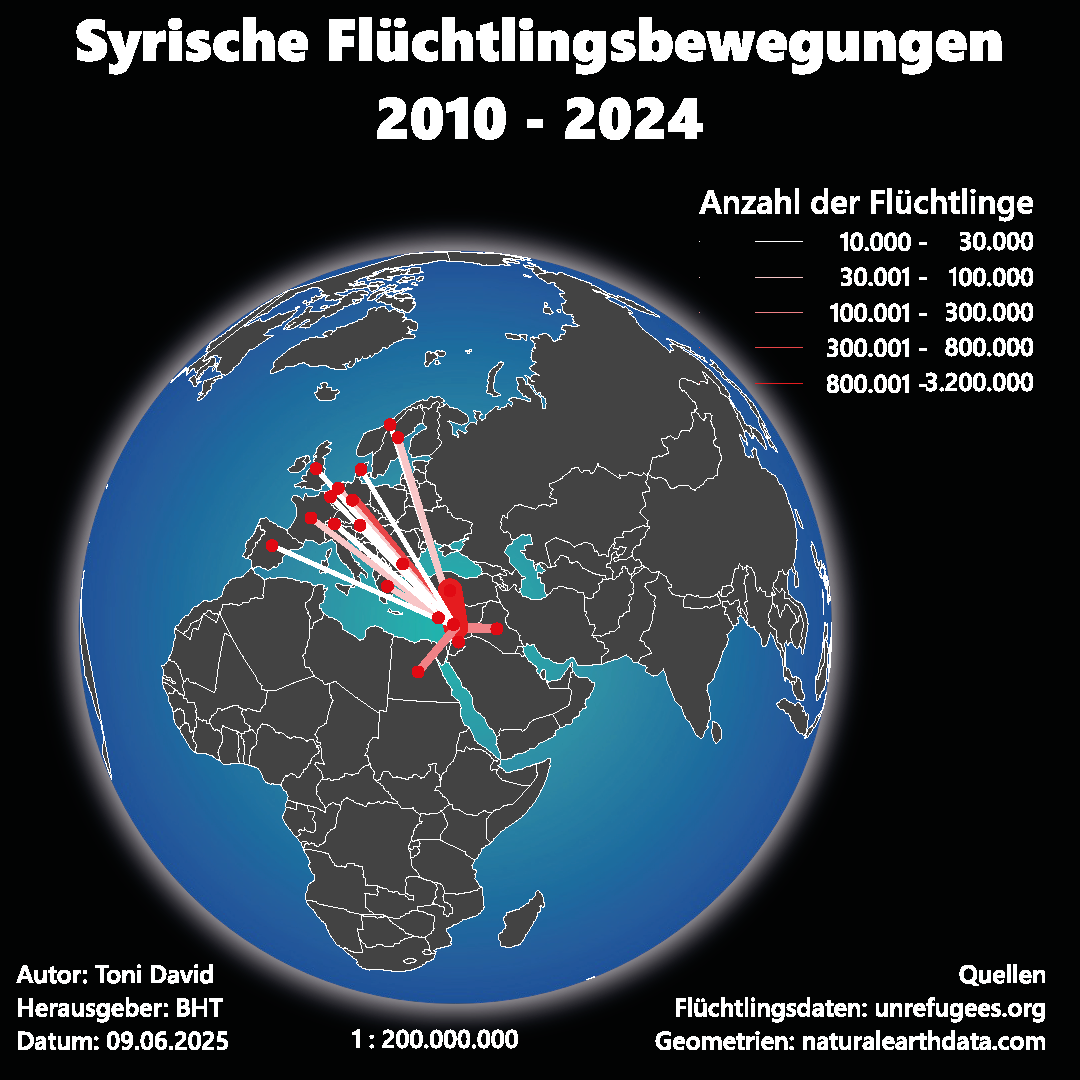 Syrische Flüchtlingsbewegungen
2010 - 2024
Anzahl der Flüchtlinge
10.000 - 30.000
30.001 - 100.000
100.001 - 300.000
300.001 - 800.000
800.001 -3.200.000
Autor: Toni David
Herausgeber: BHT
Datum: 09.06.2025
1 : 200.000.000
Quellen
Flüchtlingsdaten: unrefugees.org
Geometrien: naturalearthdata.com